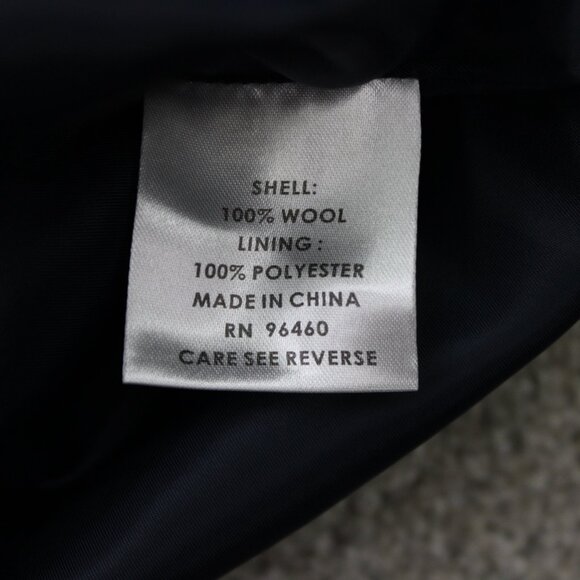 SHELL:
100% WOOL
LINING :
100% POLYESTER
MADE IN CHINA
RN 96460
CARE SEE REVERSE